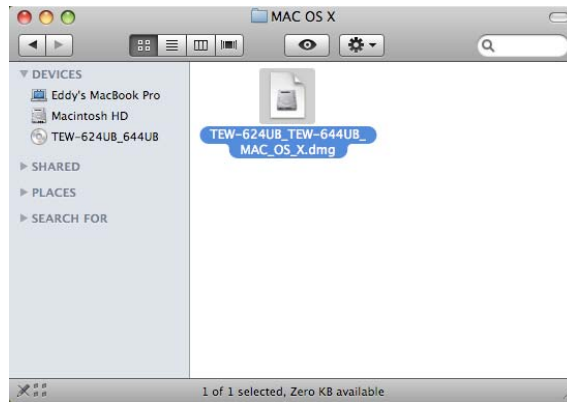 MAC OS X
DEVICES
Eddy's MacBook Pro
Macintosh HD
TEW-624UB_644UB
SHARED
PLACES
SEARCH FOR
TEW-624UB_TEW-644UB_
MAC_OS_X.dmg
1 of 1 selected, Zero KB available